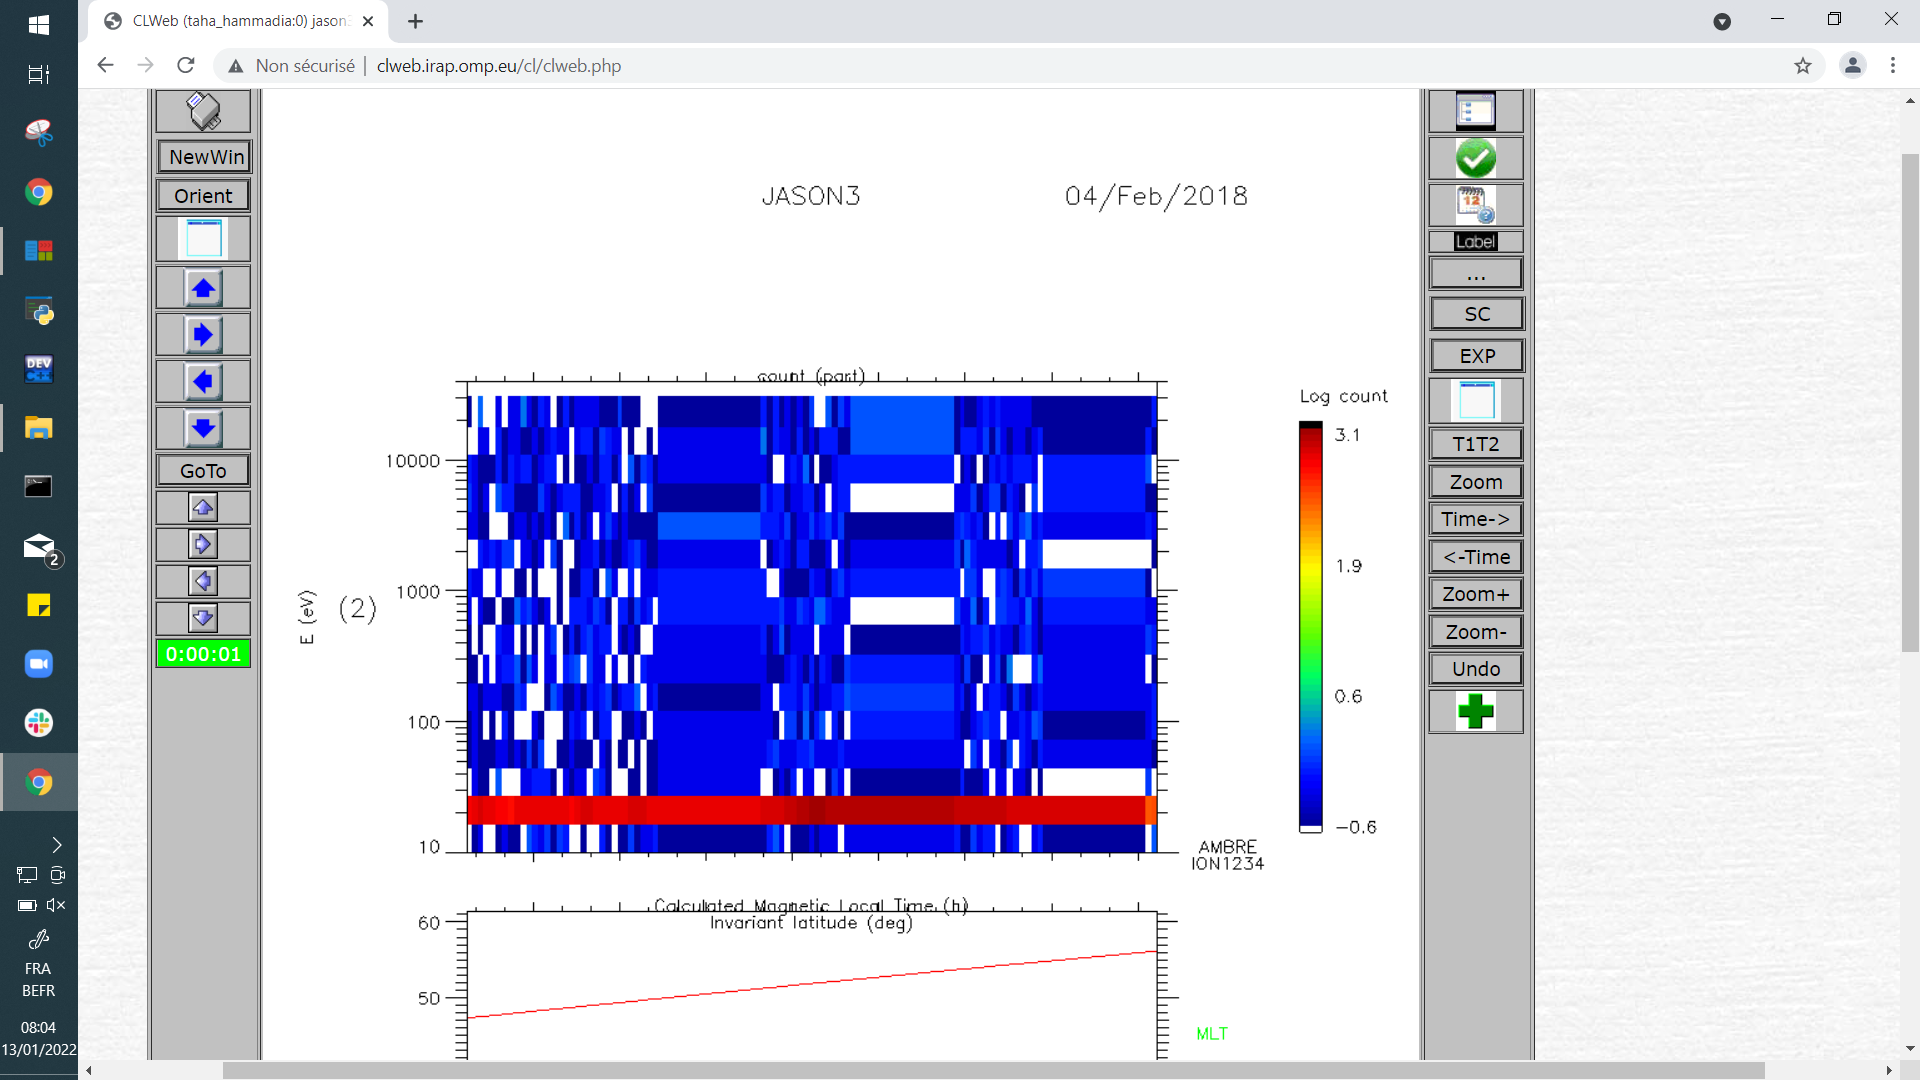 CLWeb (taha_hammadia:0) jason3
Non sécurisé | clweb.irap.omp.eu/cl/clweb.php
NewWin
Orient
GoTo
0:00:01
JASON3 04/Feb/2018
count (part)
10000
1000
100
10
E (eV)
(2)
Log count
3.1
1.9
0.6
−0.6
AMBRE
ION1234
Calculated Magnetic Local Time (h)
Invariant latitude (deg)
60
50
MLT
12
Label
...
SC
EXP
T1T2
Zoom
Time->
<-Time
Zoom+
Zoom-
Undo
DEV
C++
2
FRA
BEFR
08:04
13/01/2022